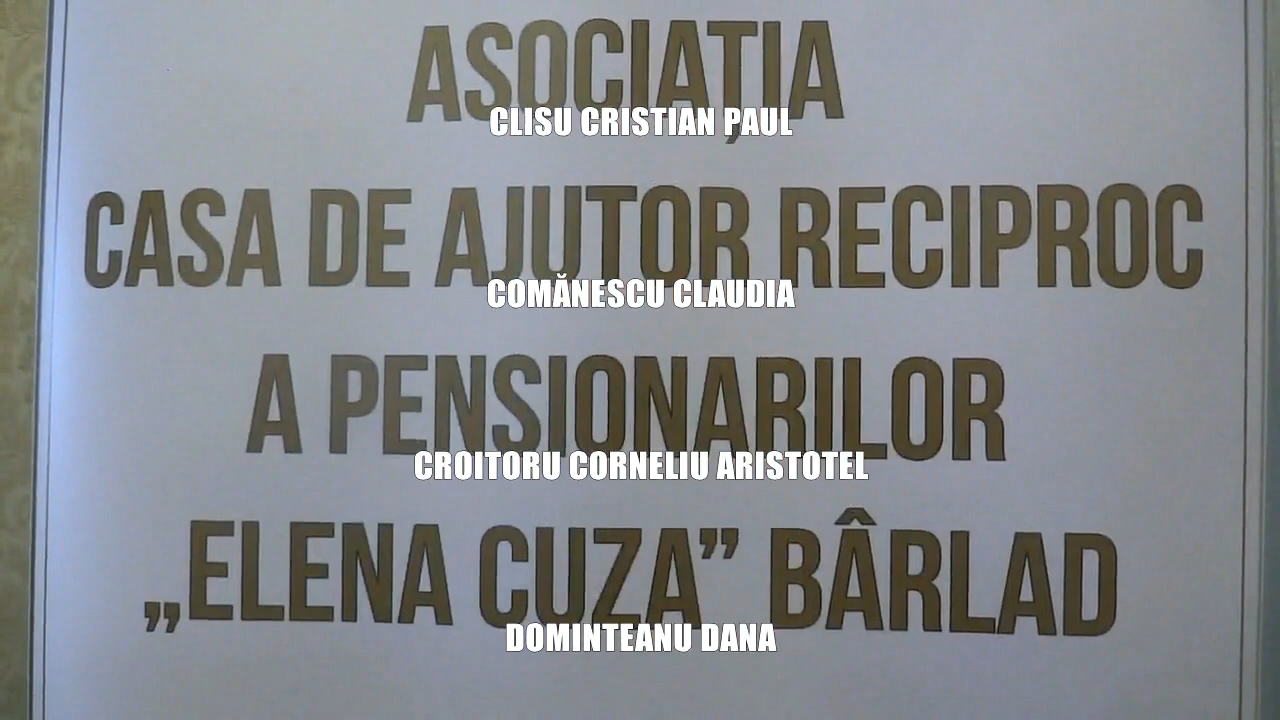 ASOCIAȚIA
CLISU CRISTIAN PAUL
CASA DE AJUTOR RECIPROC
COMĂNESCU CLAUDIA
A PENSIONARILOR
CROITORU CORNELIU ARISTOTEL
„ELENA CUZA” BÂRLAD
DOMINTEANU DANA